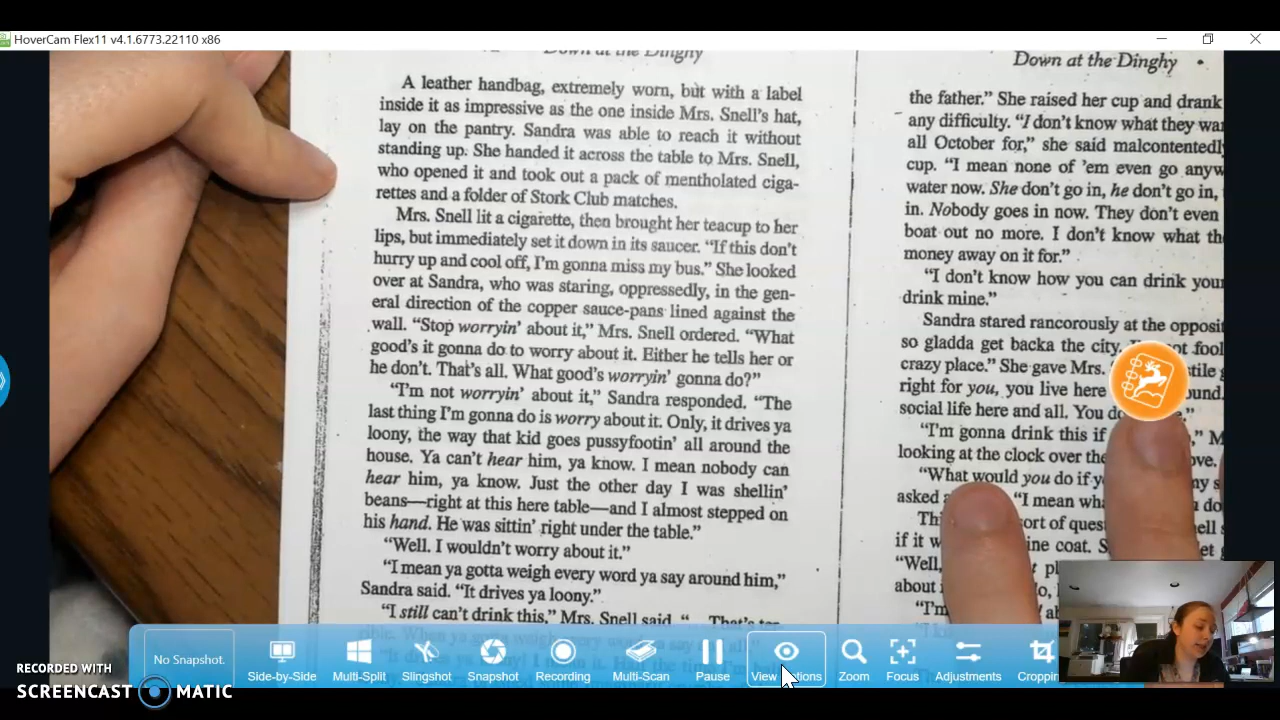 HoverCam Flex11 v4.1.6773.22110 x86
Down at the Dinghy
A leather handbag, extremely worn, but with a label
inside it as impressive as the one inside Mrs. Snell's hat,
lay on the pantry. Sandra was able to reach it without
standing up. She handed it across the table to Mrs. Snell,
who opened it and took out a pack of mentholated ciga-
rettes and a folder of Stork Club matches.
Mrs. Snell lit a cigarette, then brought her teacup to her
lips, but immediately set it down in its saucer. "If this don't
hurry up and cool off, I'm gonna miss my bus." She looked
over at Sandra, who was staring, oppressedly, in the gen-
eral direction of the copper sauce-pans lined against the
wall. "Stop worryin' about it," Mrs. Snell ordered. "What
good's it gonna do to worry about it. Either he tells her or
he don't. That's all. What good's worryin' gonna do?"
"I'm not worryin' about it," Sandra responded. "The
last thing I'm gonna do is worry about it. Only, it drives ya
loony, the way that kid goes pussyfootin' all around the
house. Ya can't hear him, ya know. I mean nobody can
hear him, ya know. Just the other day I was shellin'
beans—right at this here table—and I almost stepped on
his hand. He was sittin' right under the table."
"Well. I wouldn't worry about it."
"I mean ya gotta weigh every word ya say around him,"
Sandra said. "It drives ya loony."
"I still can't drink this," Mrs. Snell said.
Down at the Dinghy •
the father." She raised her cup and drank
any difficulty. "I don't know what they
all October for," she said
cup. "I mean none of 'em even go
water now. She don't go in, he don't go in,
in. Nobody goes in now. They don't even
boat out no more. I don't know what
money away on it for."
"I don't know how you can drink
drink mine."
Sandra stared rancorously at the
so gladda get backa the city.
crazy place." She gave Mrs.
right for you, you live here
social life here and all. You
"I'm gonna drink this if
looking at the clock over
"What would you do if
asked "I mean
if it
"Well,
about
"I'm
No Snapshot.
Side-by-Side
Multi-Split
Slingshot
Snapshot
Recording
Multi-Scan
Pause
View
Zoom
Focus
Adjustments
RECORDED WITH
SCREENCAST MATIC